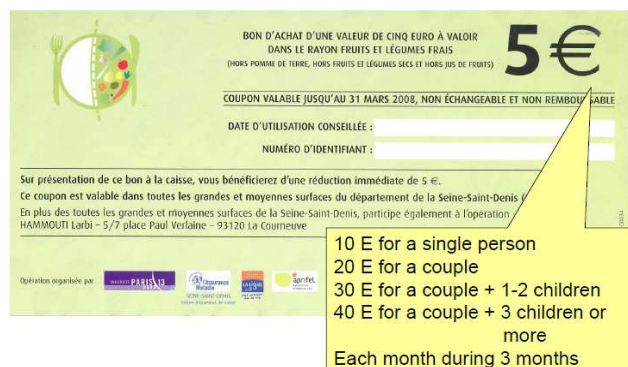 BON D'ACHAT D'UNE VALEUR DE CINQ EURO À VALOIR
DANS LE RAYON FRUITS ET LÉGUMES FRAIS
(HORS POMME DE TERRE, HORS FRUITS ET LÉGUMES SECS ET HORS JUS DE FRUITS)
5€
COUPON VALABLE JUSQU'AU 31 MARS 2008, NON ÉCHANGEABLE ET NON REMBOU SABLE
DATE D'UTILISATION CONSEILLÉE :
NUMÉRO D'IDENTIFIANT :
Sur présentation de ce bon à la caisse, vous bénéficierez d'une réduction immédiate de 5 €.
Ce coupon est valable dans toutes les grandes et moyennes surfaces du département de la Seine-Saint-Denis (
En plus des toutes les grandes et moyennes surfaces de la Seine-Saint-Denis, participe également à l'opération :
HAMMOUTI Larbi – 5/7 place Paul Verlaine – 93120 La Courneuve
Opération organisée par
PARIS 13
l'Assurance Maladie
SEINE-SAINT-DENIS
aprifel
10 E for a single person
20 E for a couple
30 E for a couple + 1-2 children
40 E for a couple + 3 children or
more
Each month during 3 months